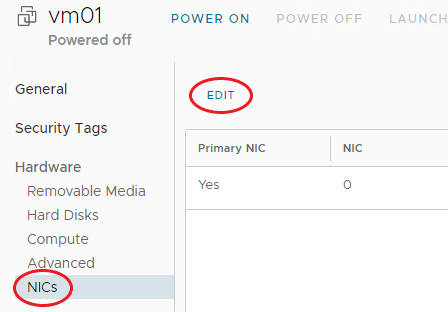 vm01
Powered off
POWER ON POWER OFF LAUNCH
General
Security Tags
Hardware
Removable Media
Hard Disks
Compute
Advanced
NICs
EDIT
Primary NIC NIC
Yes 0